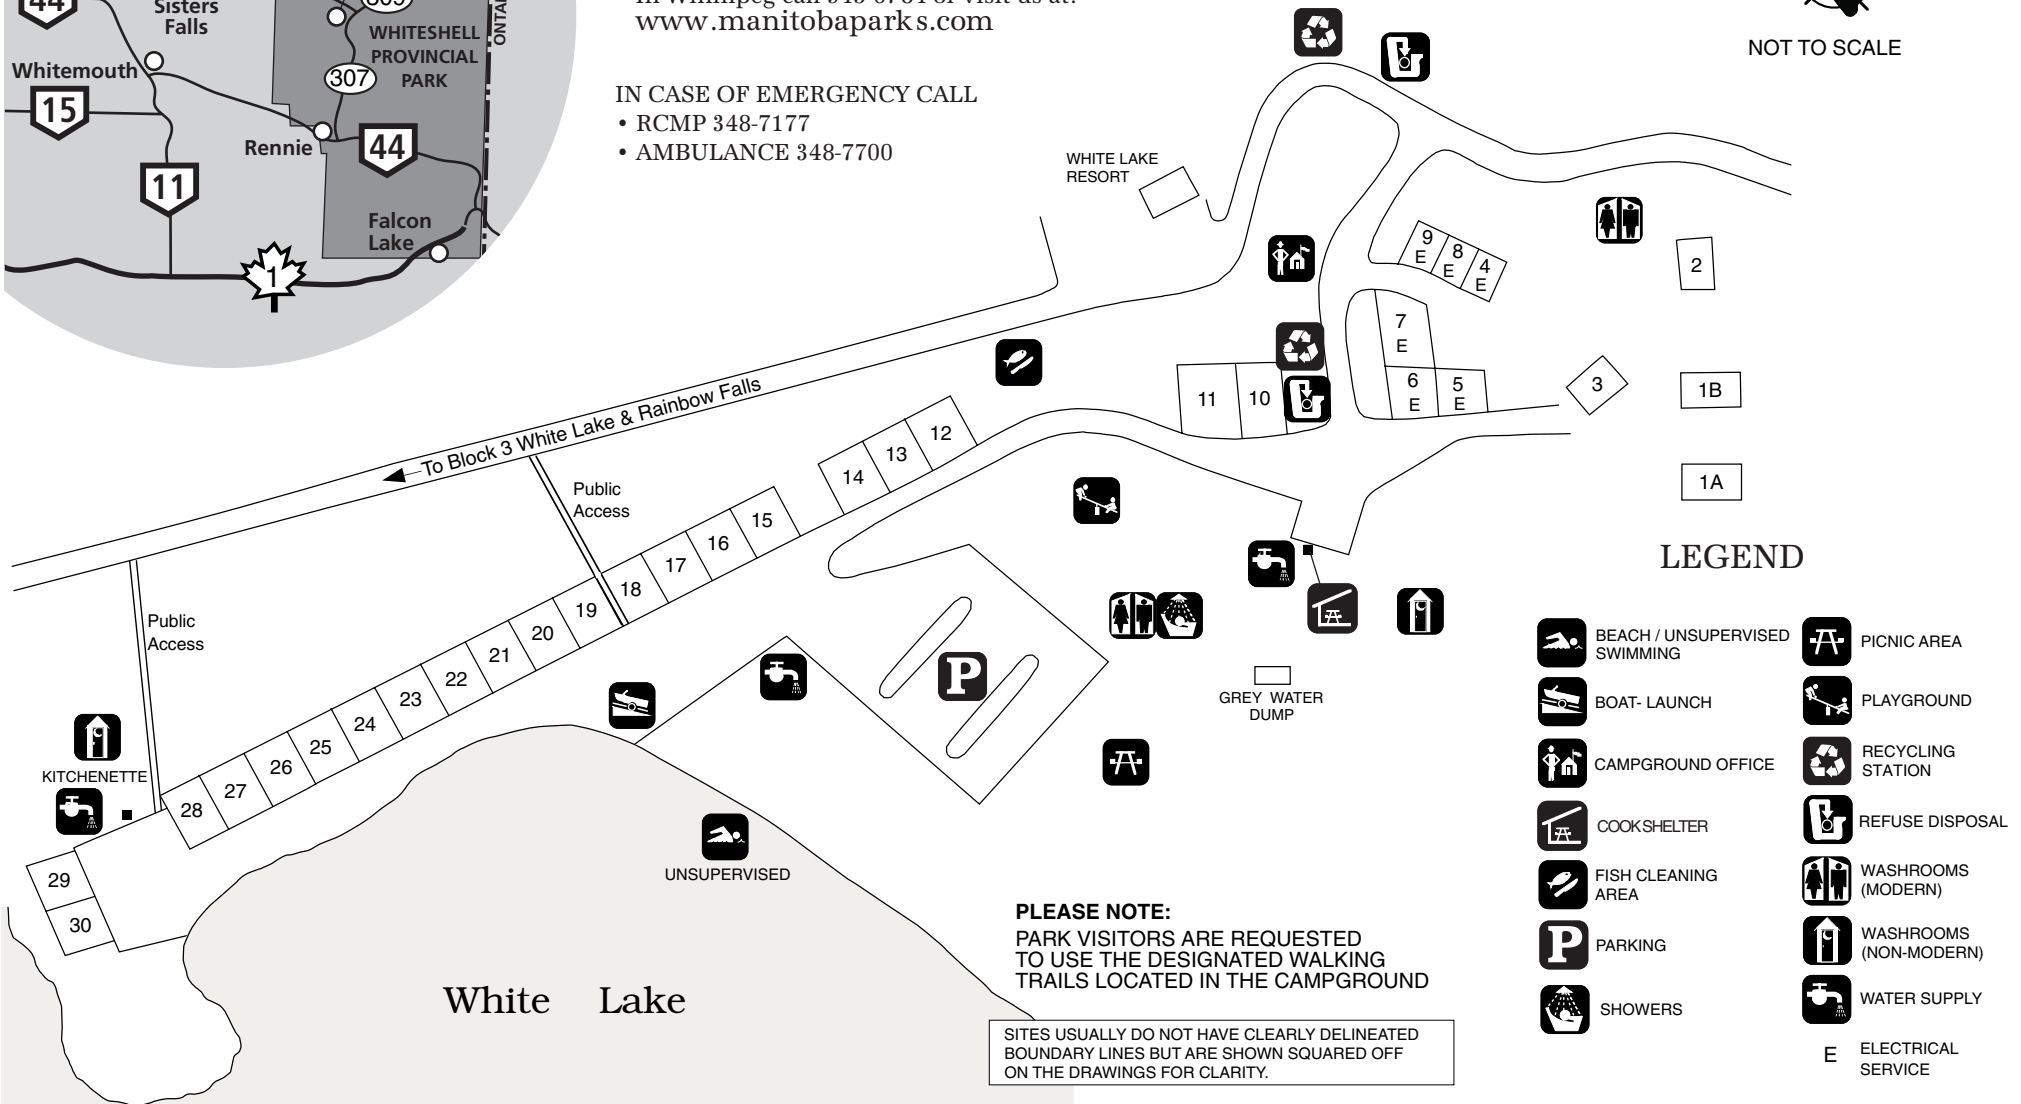 44
Sisters
Falls
309
WHITESHELL
PROVINCIAL
PARK
307
Whitemouth
15
Rennie
44
11
Falcon
Lake
1
www.manitobaparks.com
IN CASE OF EMERGENCY CALL
• RCMP 348-7177
• AMBULANCE 348-7700
NOT TO SCALE
WHITE LAKE
RESORT
9
E
8
E
4
E
2
7
E
6
E
5
E
3
1B
1A
11
10
To Block 3 White Lake & Rainbow Falls
Public
Access
12
13
14
15
16
17
18
19
20
21
22
23
24
25
26
27
28
29
30
Public
Access
KITCHENETTE
P
GREY WATER
DUMP
UNSUPERVISED
White Lake
PLEASE NOTE:
PARK VISITORS ARE REQUESTED
TO USE THE DESIGNATED WALKING
TRAILS LOCATED IN THE CAMPGROUND
SITES USUALLY DO NOT HAVE CLEARLY DELINEATED
BOUNDARY LINES BUT ARE SHOWN SQUARED OFF
ON THE DRAWINGS FOR CLARITY.
LEGEND
BEACH / UNSUPERVISED
SWIMMING
BOAT- LAUNCH
CAMPGROUND OFFICE
COOKSHELTER
FISH CLEANING
AREA
P
PARKING
SHOWERS
PICNIC AREA
PLAYGROUND
RECYCLING
STATION
REFUSE DISPOSAL
WASHROOMS
(MODERN)
WASHROOMS
(NON-MODERN)
WATER SUPPLY
E
ELECTRICAL
SERVICE